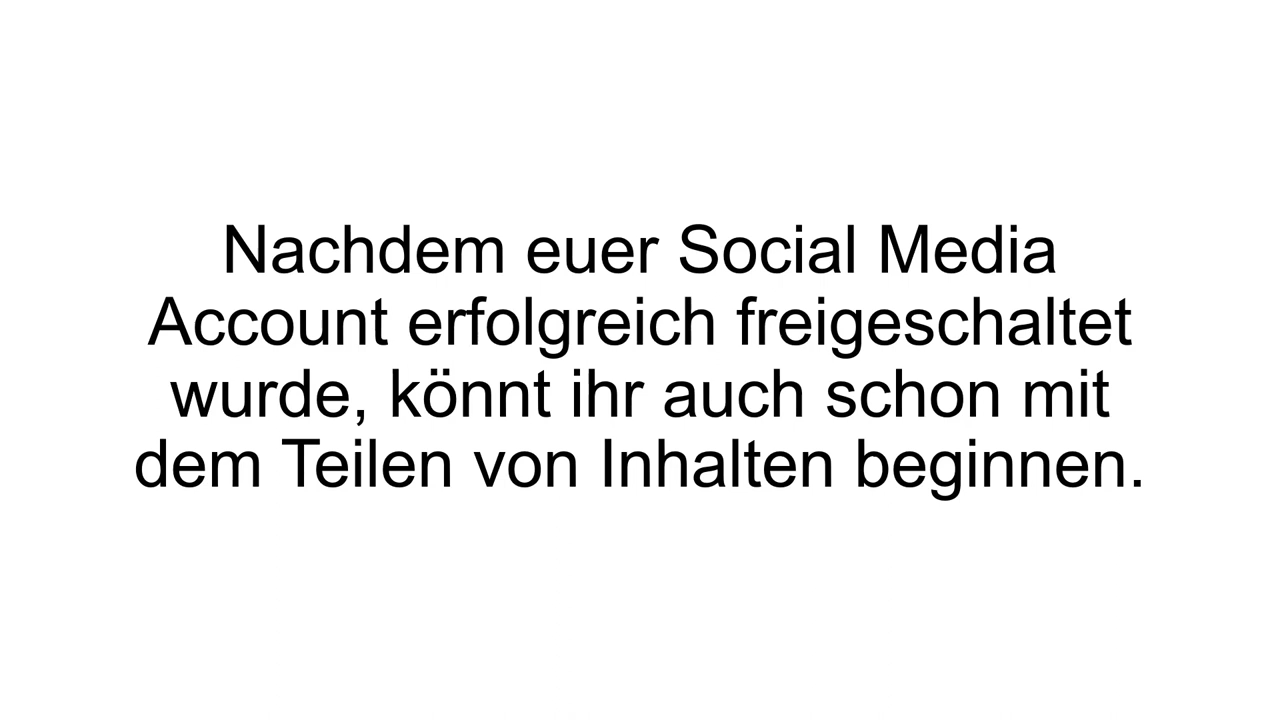 Nachdem euer Social Media
Account erfolgreich freigeschaltet
wurde, könnt ihr auch schon mit
dem Teilen von Inhalten beginnen.